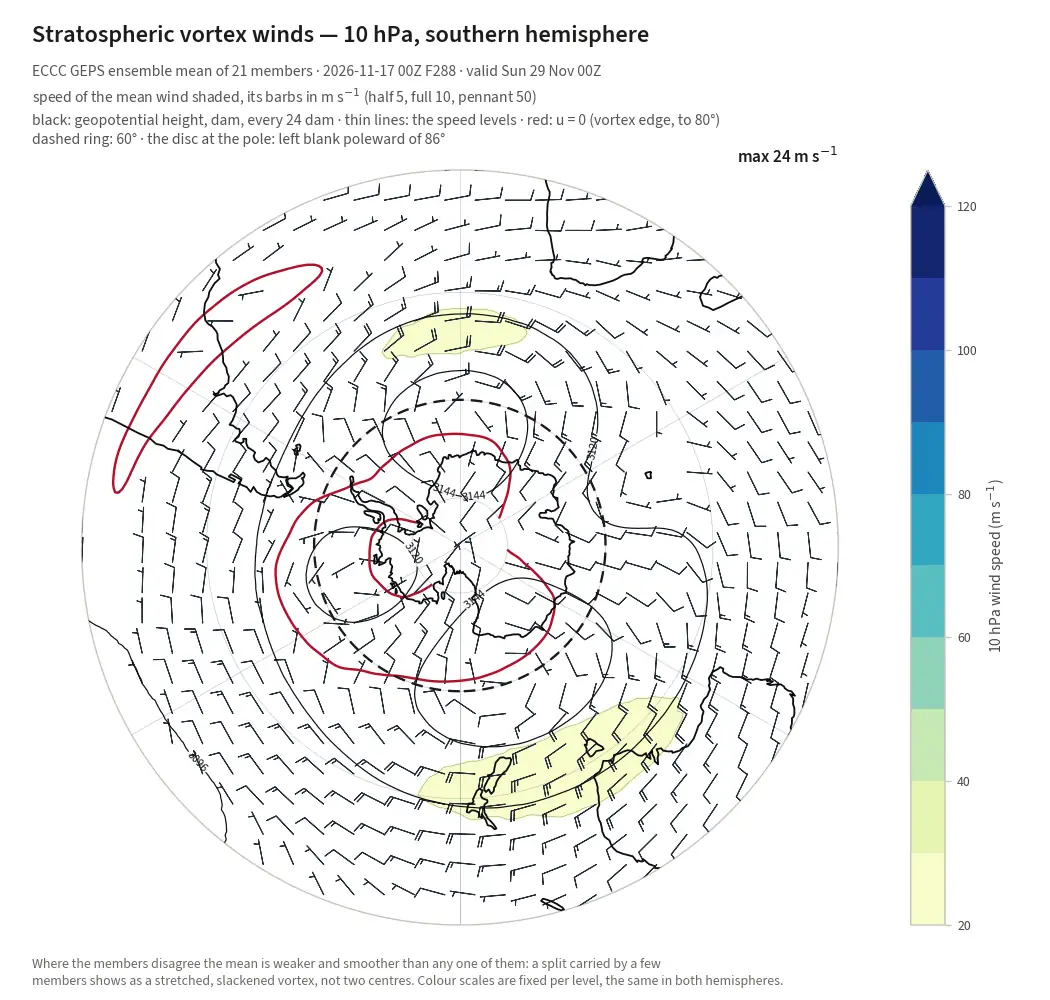 Stratospheric vortex winds — 10 hPa, southern hemisphere
ECCC GEPS ensemble mean of 21 members · 2026-11-17 00Z F288 · valid Sun 29 Nov 00Z
speed of the mean wind shaded, its barbs in m s⁻¹ (half 5, full 10, pennant 50)
black: geopotential height, dam, every 24 dam · thin lines: the speed levels · red: u = 0 (vortex edge, to 80°)
dashed ring: 60° · the disc at the pole: left blank poleward of 86°
max 24 m s⁻¹
120
100
80
60
40
20
10 hPa wind speed (m s⁻¹)
3120
3144
3144
3120
3144
3096
Where the members disagree the mean is weaker and smoother than any one of them: a split carried by a few
members shows as a stretched, slackened vortex, not two centres. Colour scales are fixed per level, the same in both hemispheres.